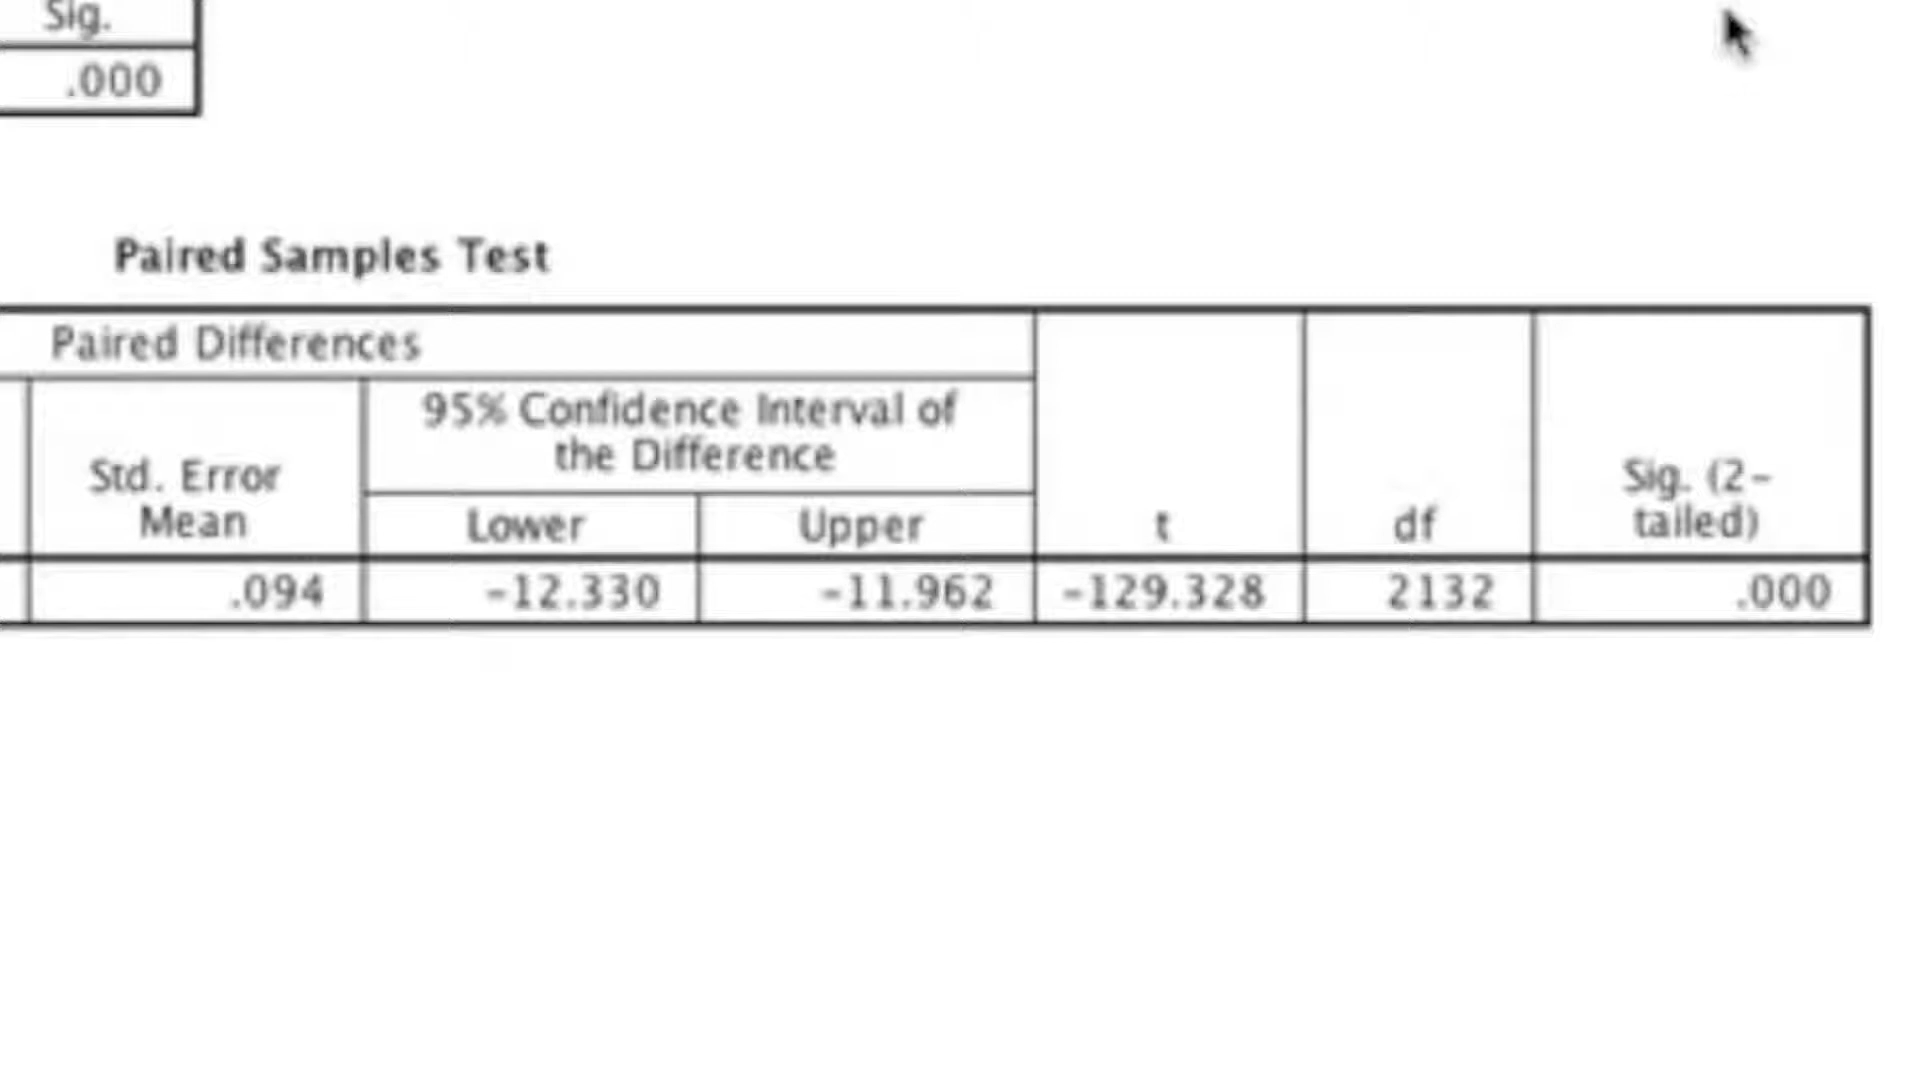 Sig.
.000
Paired Samples Test
Paired Differences
95% Confidence Interval of
the Difference
Std. Error
Mean
Lower
Upper
t
df
Sig. (2-
tailed)
.094
-12.330
-11.962
-129.328
2132
.000